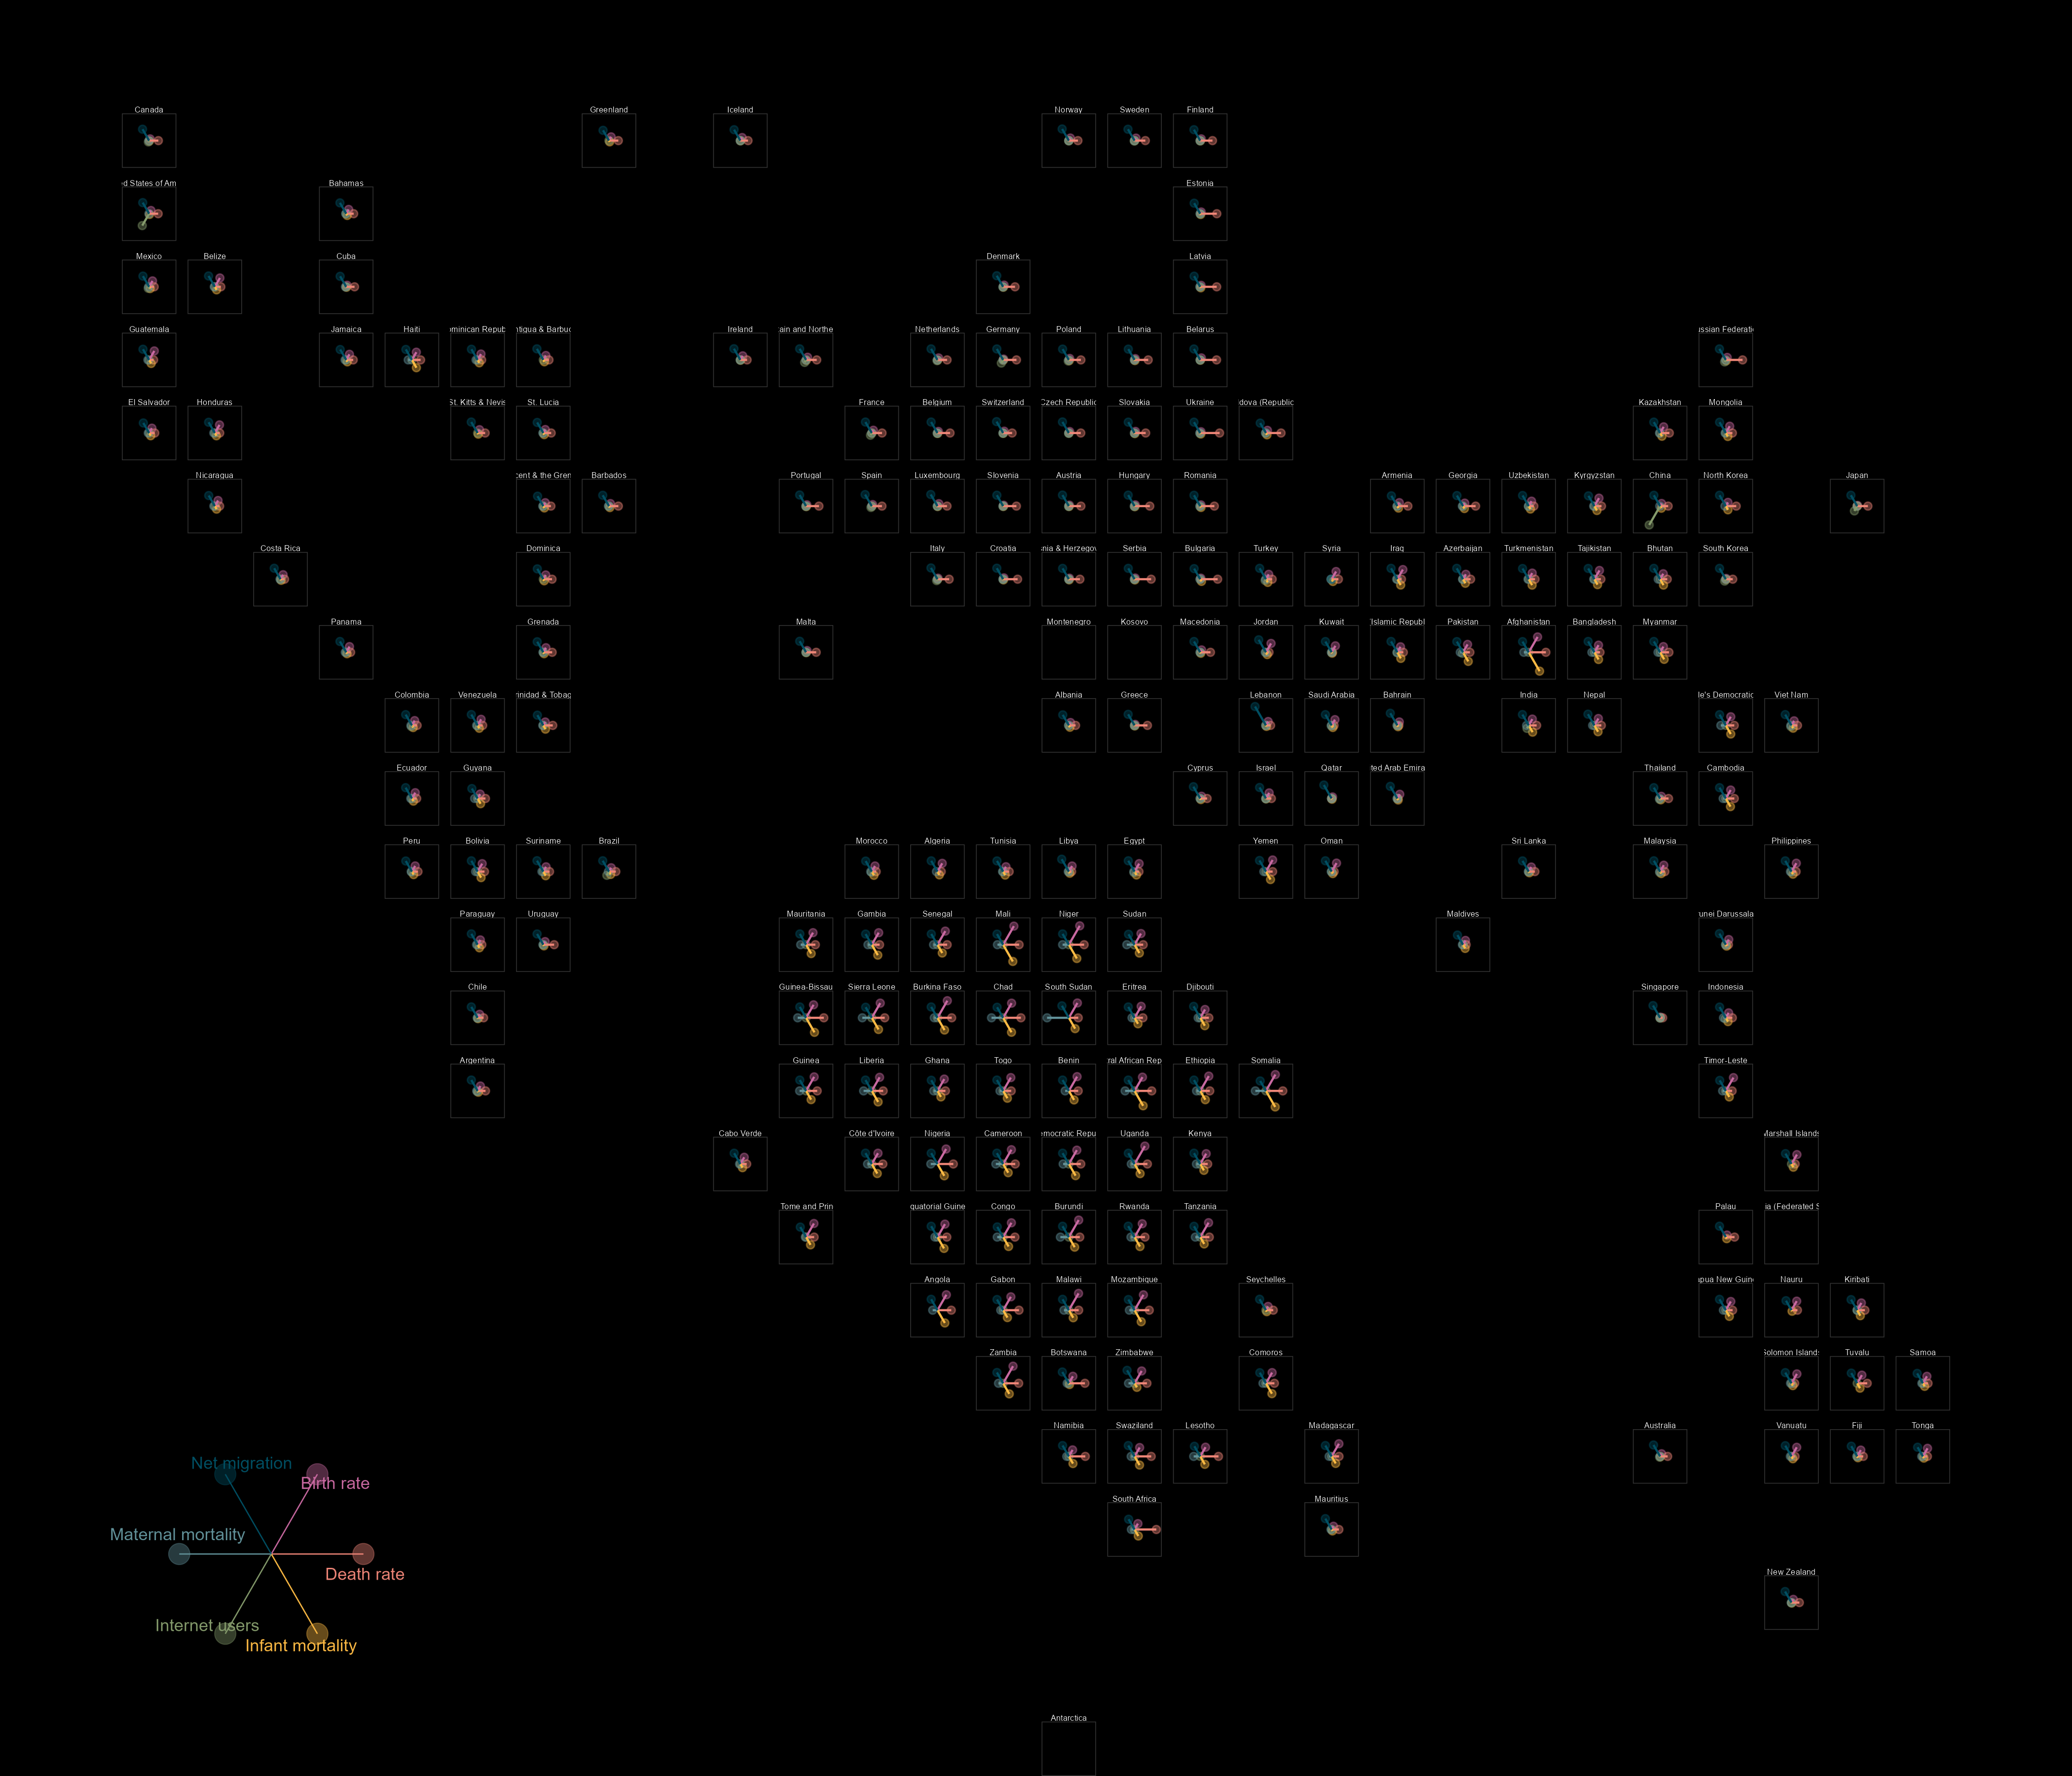 Canada
Greenland
Iceland
Norway
Sweden
Finland
d States of Am
Bahamas
Estonia
Mexico
Belize
Cuba
Denmark
Latvia
Guatemala
Jamaica
Haiti
minican Repub
ntigua & Barbud
Ireland
ain and Northe
Netherlands
Germany
Poland
Lithuania
Belarus
ussian Federatio
El Salvador
Honduras
St. Kitts & Nevis
St. Lucia
France
Belgium
Switzerland
Czech Republic
Slovakia
Ukraine
dova (Republic
Kazakhstan
Mongolia
Nicaragua
cent & the Gren
Barbados
Portugal
Spain
Luxembourg
Slovenia
Austria
Hungary
Romania
Armenia
Georgia
Uzbekistan
Kyrgyzstan
China
North Korea
Japan
Costa Rica
Dominica
Italy
Croatia
nia & Herzegov
Serbia
Bulgaria
Turkey
Syria
Iraq
Azerbaijan
Turkmenistan
Tajikistan
Bhutan
South Korea
Panama
Grenada
Malta
Montenegro
Kosovo
Macedonia
Jordan
Kuwait
(Islamic Republ
Pakistan
Afghanistan
Bangladesh
Myanmar
Colombia
Venezuela
rinidad & Tobag
Albania
Greece
Lebanon
Saudi Arabia
Bahrain
India
Nepal
le's Democratic
Viet Nam
Ecuador
Guyana
Cyprus
Israel
Qatar
ted Arab Emira
Thailand
Cambodia
Peru
Bolivia
Suriname
Brazil
Morocco
Algeria
Tunisia
Libya
Egypt
Yemen
Oman
Sri Lanka
Malaysia
Philippines
Paraguay
Uruguay
Mauritania
Gambia
Senegal
Mali
Niger
Sudan
Maldives
unei Darussala
Chile
Guinea-Bissau
Sierra Leone
Burkina Faso
Chad
South Sudan
Eritrea
Djibouti
Singapore
Indonesia
Argentina
Guinea
Liberia
Ghana
Togo
Benin
ral African Rep
Ethiopia
Somalia
Timor-Leste
Cabo Verde
Côte d'Ivoire
Nigeria
Cameroon
emocratic Repu
Uganda
Kenya
Marshall Islands
Tome and Prin
quatorial Guine
Congo
Burundi
Rwanda
Tanzania
Palau
ia (Federated S
Angola
Gabon
Malawi
Mozambique
Seychelles
apua New Guine
Nauru
Kiribati
Zambia
Botswana
Zimbabwe
Comoros
Solomon Islands
Tuvalu
Samoa
Namibia
Swaziland
Lesotho
Madagascar
Australia
Vanuatu
Fiji
Tonga
South Africa
Mauritius
New Zealand
Net migration
Birth rate
Maternal mortality
Death rate
Internet users
Infant mortality
Antarctica